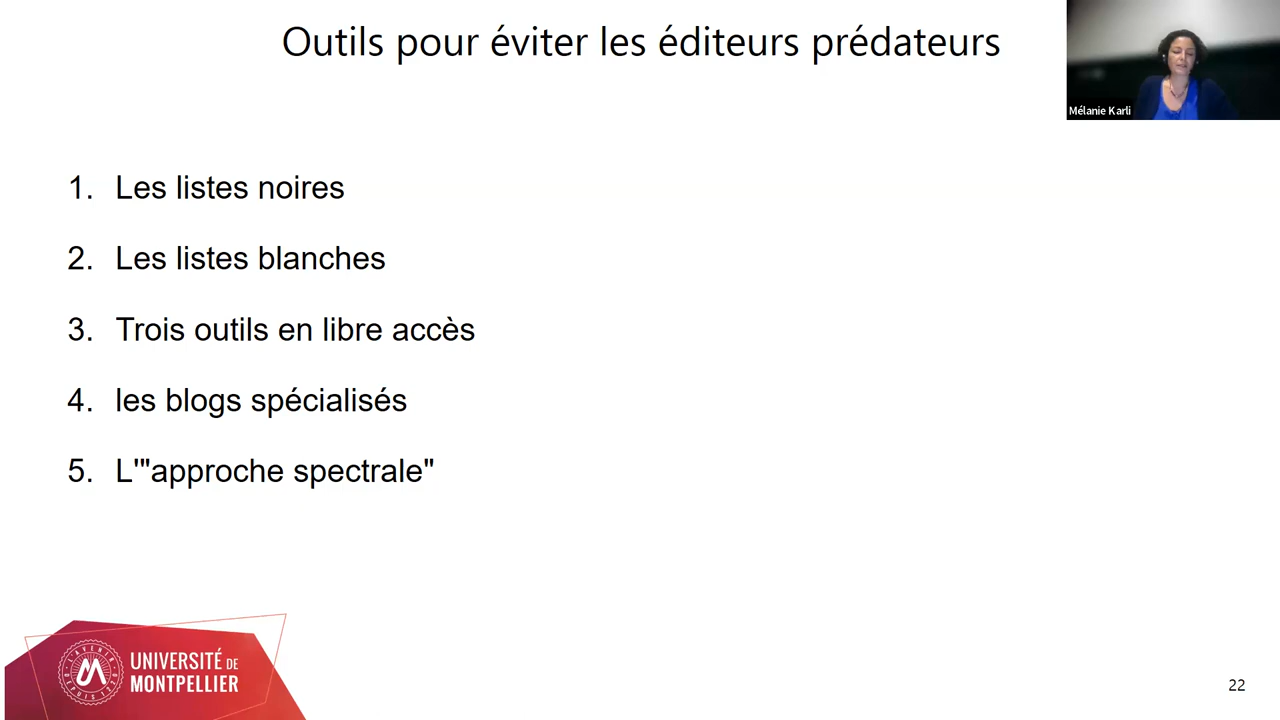 Outils pour éviter les éditeurs prédateurs
Mélanie Karli
1. Les listes noires
2. Les listes blanches
3. Trois outils en libre accès
4. les blogs spécialisés
5. L'"approche spectrale"
UNIVERSITÉ DE
MONTPELLIER
22